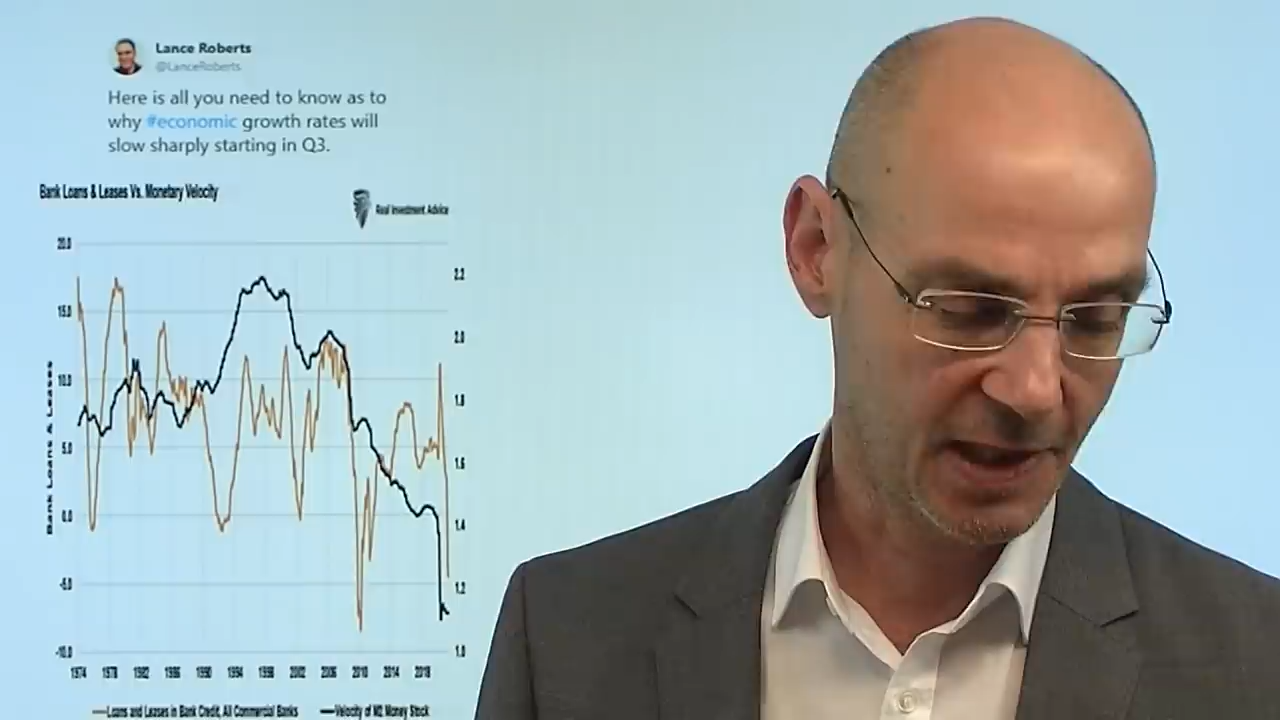 Lance Roberts
@LanceRoberts
Here is all you need to know as to
why #economic growth rates will
slow sharply starting in Q3.
Bank Loans & Leases Vs. Monetary Velocity
Real Investment Advice
20.0
15.0
10.0
5.0
0.0
-5.0
-10.0
Bank Loans & Leases
2.2
2.0
1.8
1.6
1.4
1.2
1.0
1974 1978 1982 1986 1990 1994 1998 2002 2006 2010 2014 2018
Loans and Leases in Bank Credit, All Commercial Banks Velocity of M2 Money Stock